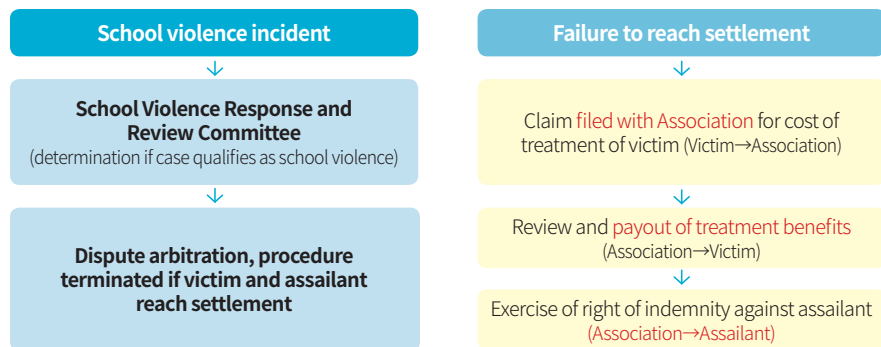 School violence incident
School Violence Response and
Review Committee
(determination if case qualifies as school violence)
Dispute arbitration, procedure
terminated if victim and assailant
reach settlement
Failure to reach settlement
Claim filed with Association for cost of
treatment of victim (Victim→Association)
Review and payout of treatment benefits
(Association→Victim)
Exercise of right of indemnity against assailant
(Association→Assailant)